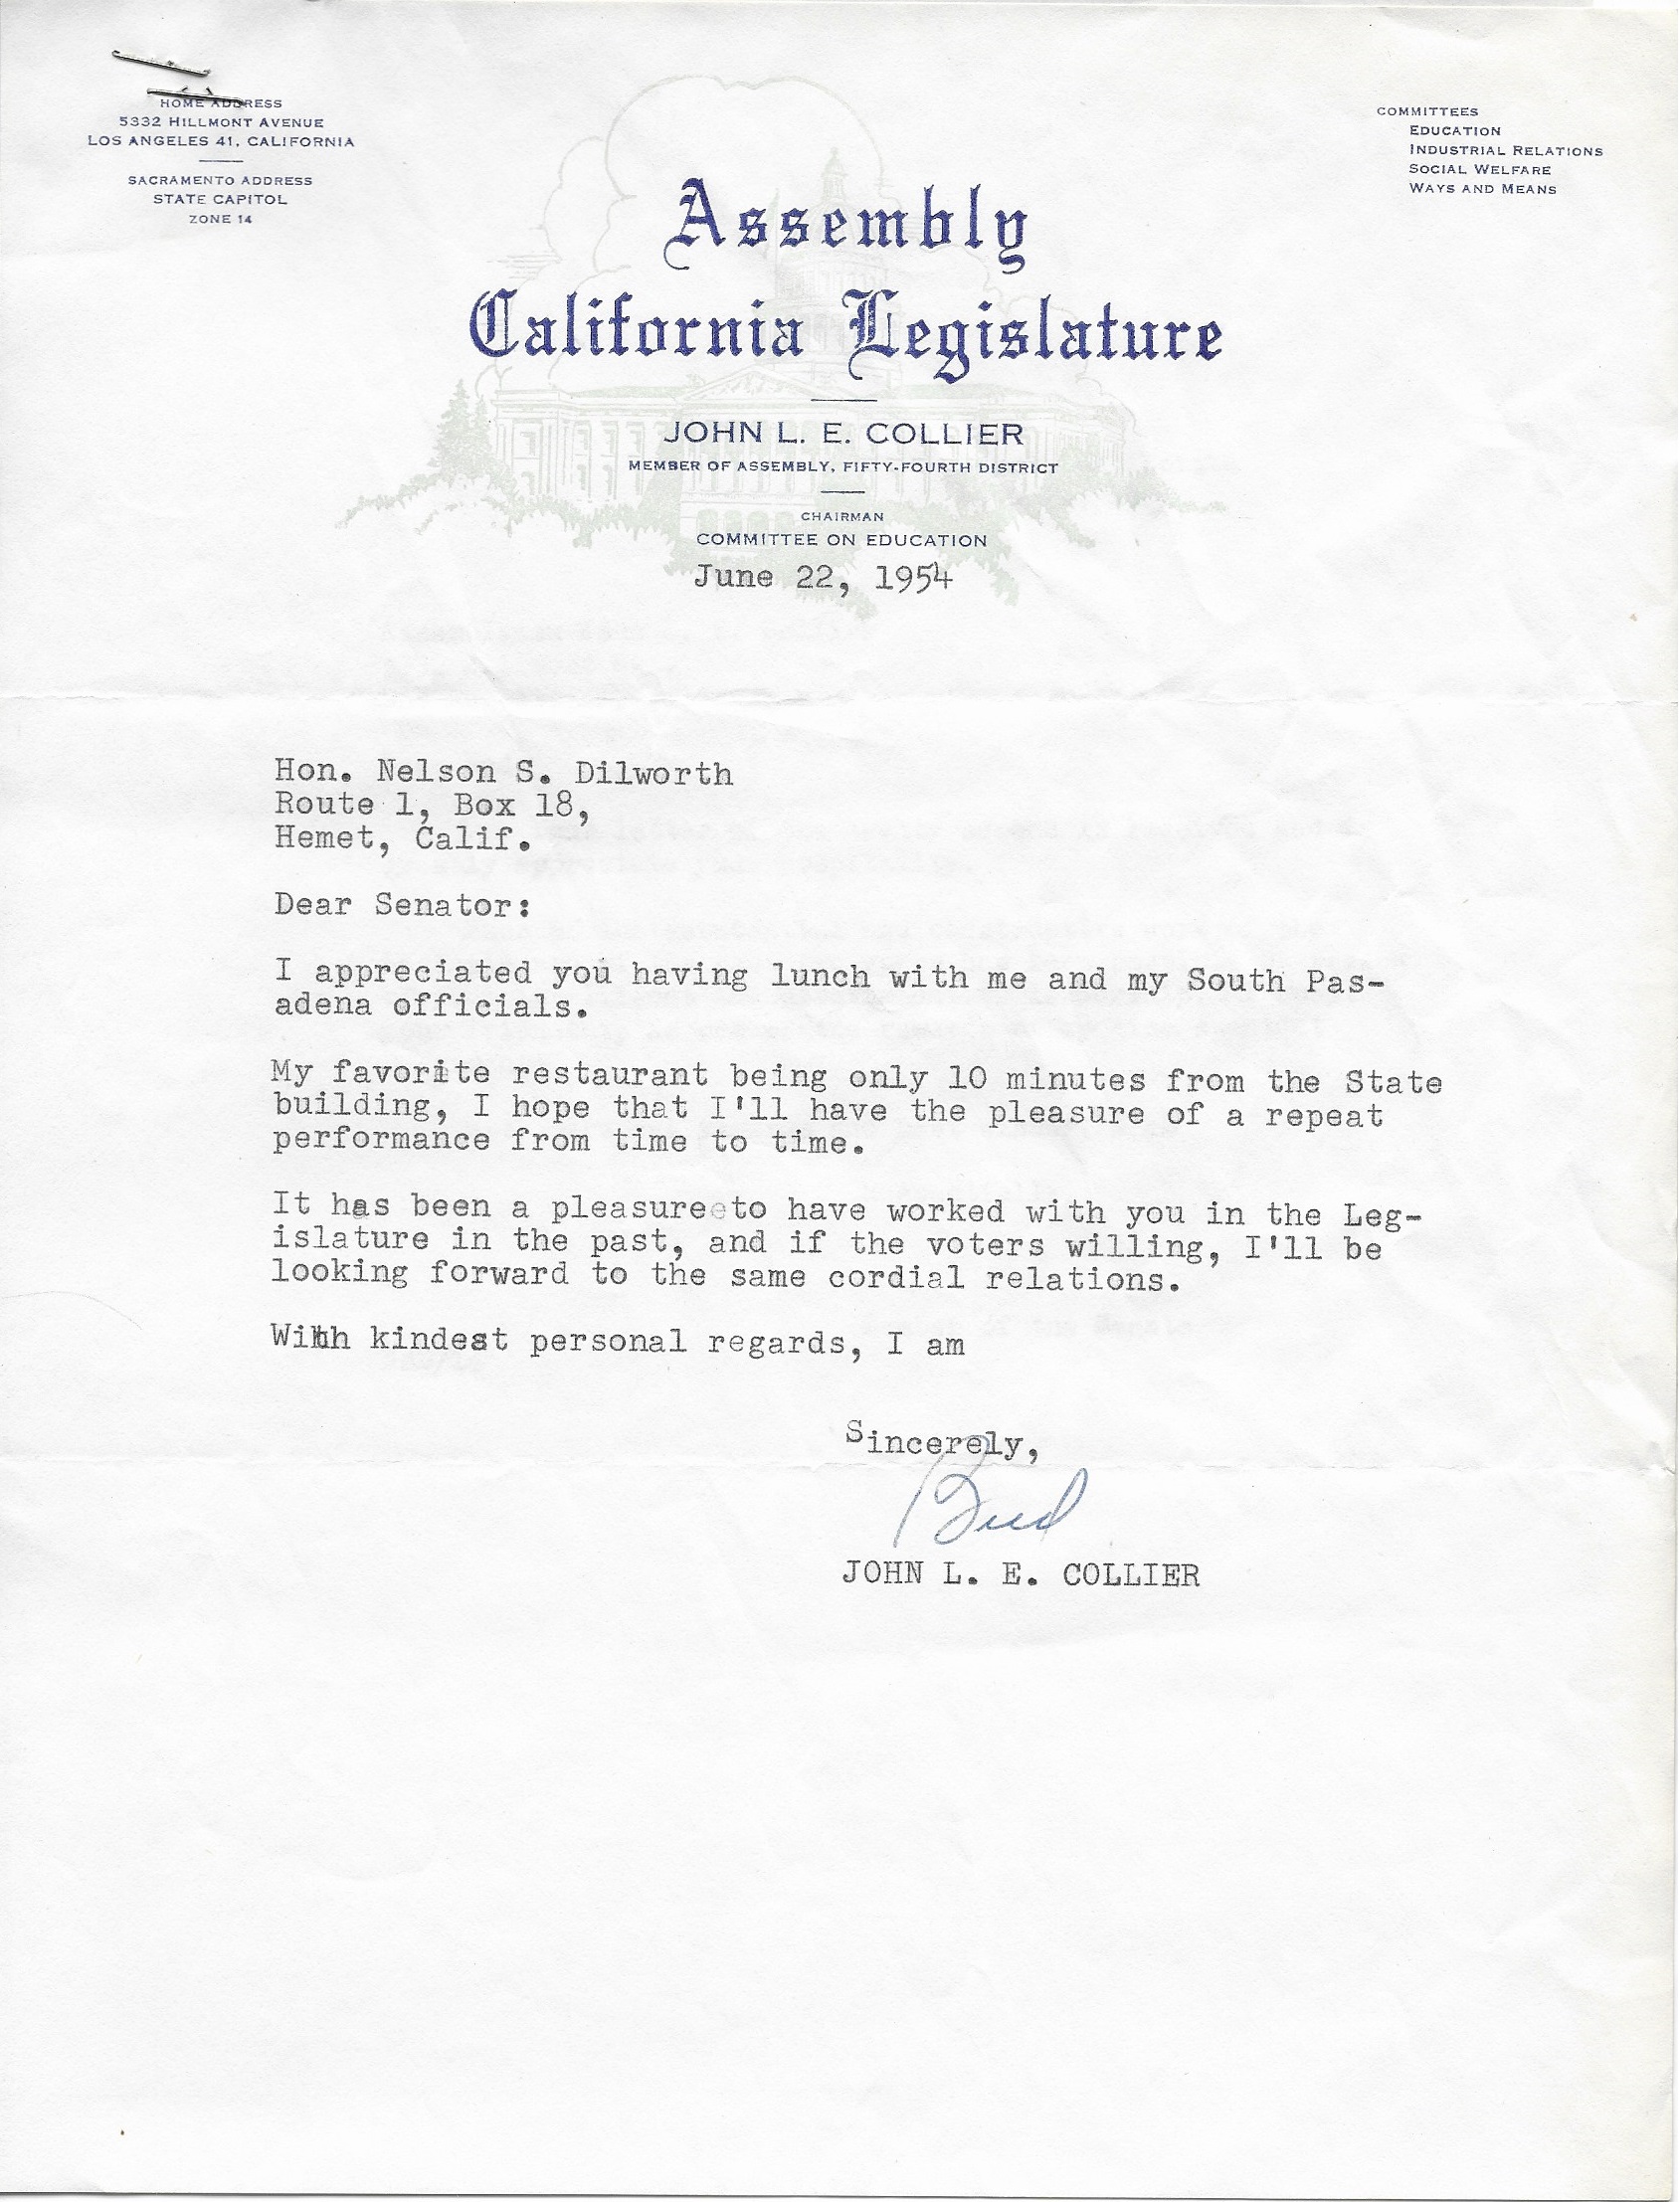 HOME ADDRESS
5332 HILLMONT AVENUE
LOS ANGELES 41, CALIFORNIA
SACRAMENTO ADDRESS
STATE CAPITOL
ZONE 14
COMMITTEES
EDUCATION
INDUSTRIAL RELATIONS
SOCIAL WELFARE
WAYS AND MEANS
Assembly
California Legislature
JOHN L. E. COLLIER
MEMBER OF ASSEMBLY, FIFTY-FOURTH DISTRICT
CHAIRMAN
COMMITTEE ON EDUCATION
June 22, 1954
Hon. Nelson S. Dilworth
Route 1, Box 18,
Hemet, Calif.
Dear Senator:
I appreciated you having lunch with me and my South Pas-
adena officials.
My favorite restaurant being only 10 minutes from the State
building, I hope that I'll have the pleasure of a repeat
performance from time to time.
It has been a pleasure to have worked with you in the Leg-
islature in the past, and if the voters willing, I'll be
looking forward to the same cordial relations.
With kindest personal regards, I am
Sincerely,
Bud
JOHN L. E. COLLIER